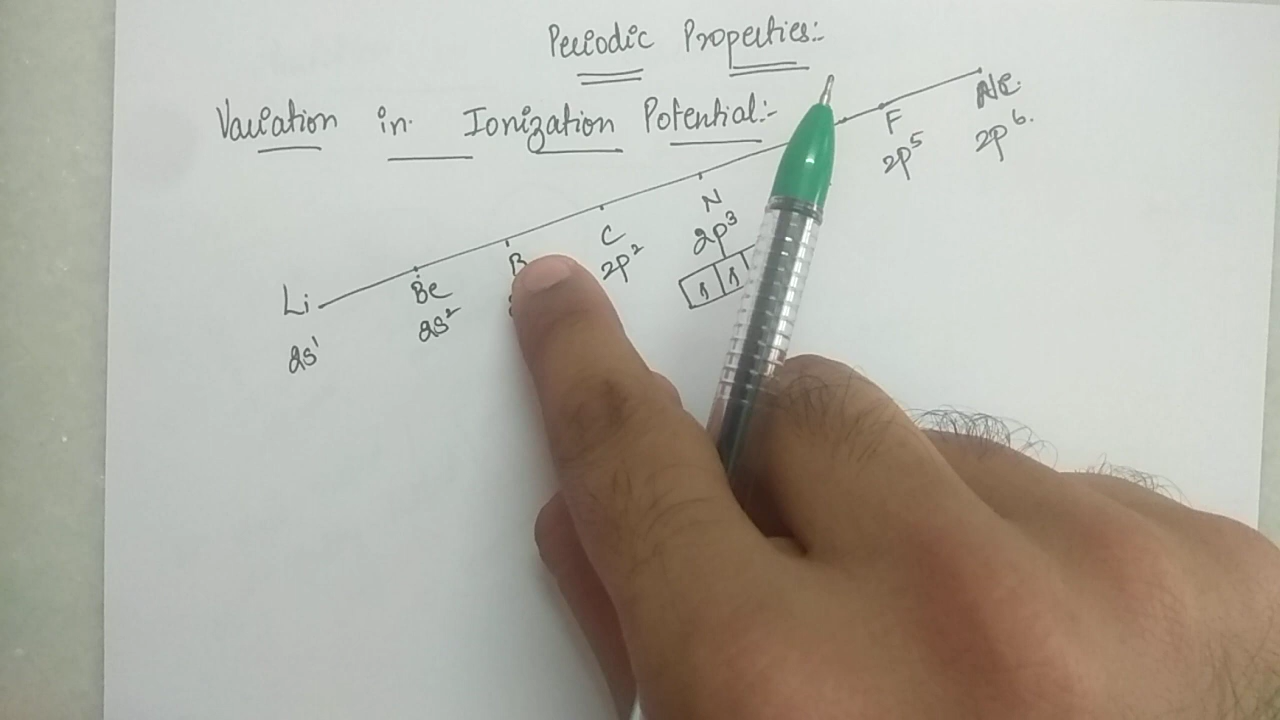 Periodic Properties:-
Variation in Ionization Potential:-
Li Be B C N F Ne
2s¹ 2s² 2p² 2p³ 2p⁵ 2p⁶